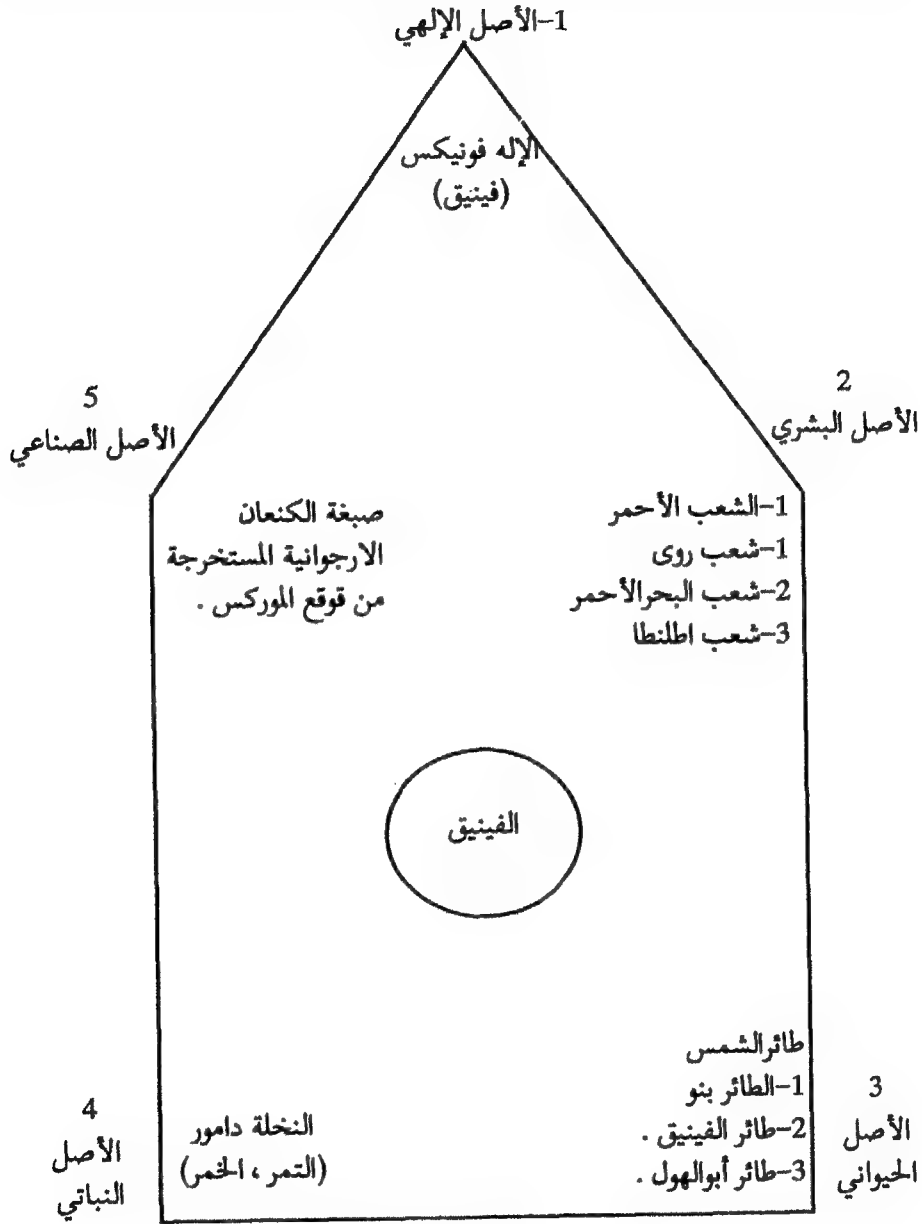 1-الأصل الإلهي
الإله فونيكس
(فينيق)
2
الأصل البشري
1-الشعب الأحمر
1-شعب روى
2-شعب البحرالأحمر
3-شعب اطلنطا
5
الأصل الصناعي
صبغة الكنعان
الارجوانية المستخرجة
من قوقع الموركس .
الفينيق
3
الأصل
الحيواني
طائرالشمس
1-الطائر بنو
2-طائر الفينيق .
3-طائر أبوالهول .
4
الأصل
النباتي
النخلة دامور
(التمر ، الخمر)